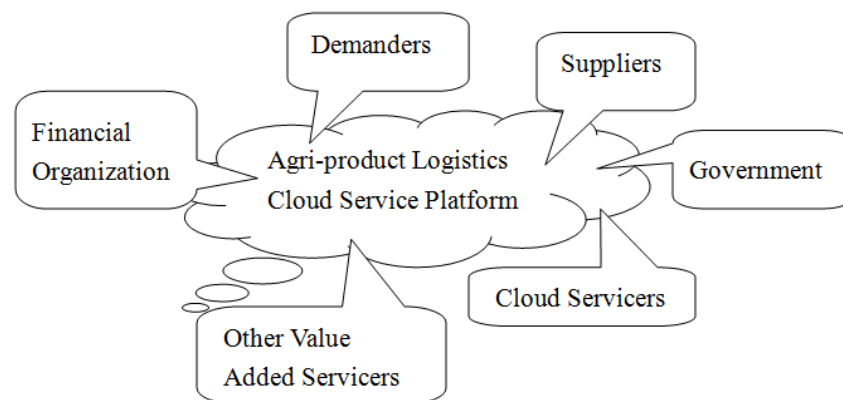 Demanders
Suppliers
Financial
Organization
Agri-product Logistics
Cloud Service Platform
Government
Cloud Servicers
Other Value
Added Servicers